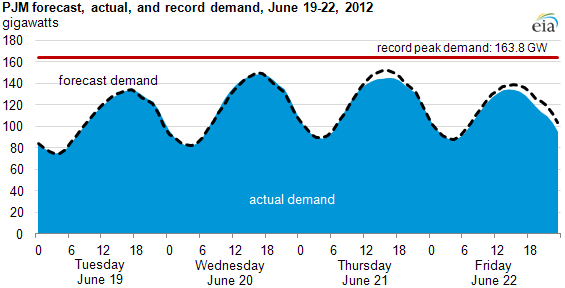 PJM forecast, actual, and record demand, June 19-22, 2012
gigawatts
eia
180
record peak demand: 163.8 GW
160
forecast demand
140
120
100
80
60
40
actual demand
20
0
0 6 12 18 0 6 12 18 0 6 12 18 0 6 12 18
Tuesday Wednesday Thursday Friday
June 19 June 20 June 21 June 22